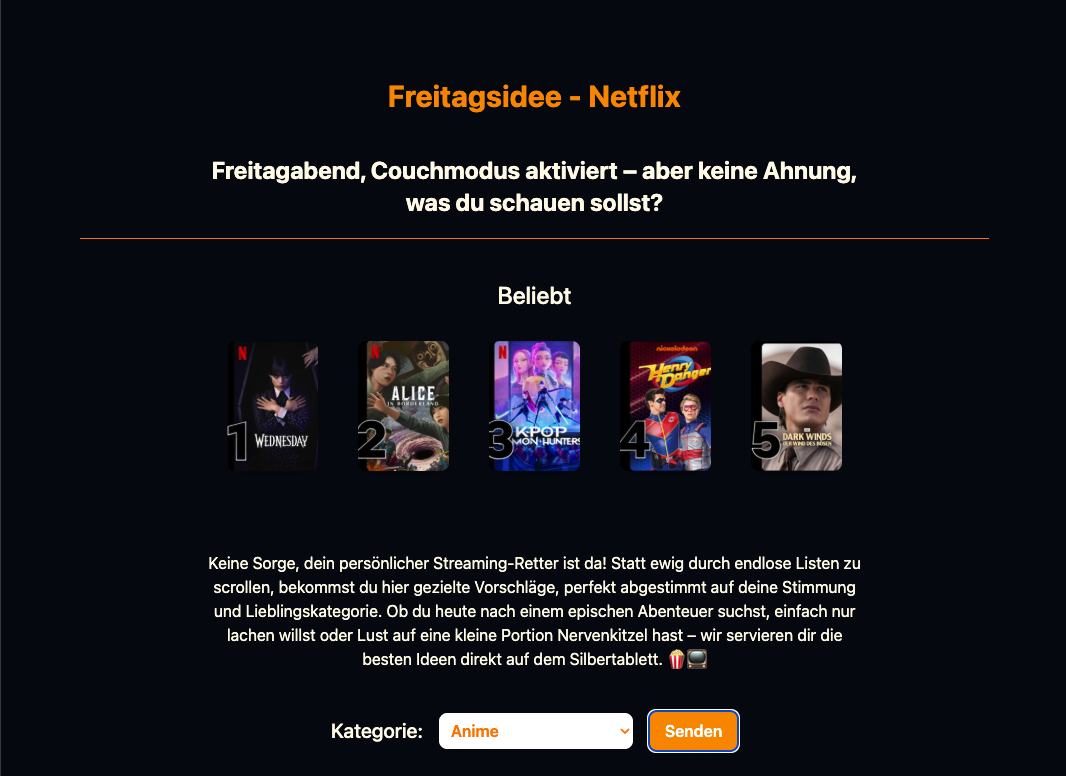 Freitagsidee - Netflix
Freitagabend, Couchmodus aktiviert – aber keine Ahnung,
was du schauen sollst?
Beliebt
N
1
WEDNESDAY
N
ALICE
IN BORDERLAND
2
N
3
KPOP
MON HUNTERS
nickelodeon
Henry
Danger
4
5
DARK WINDS
DER WIND DES BÖSEN
Keine Sorge, dein persönlicher Streaming-Retter ist da! Statt ewig durch endlose Listen zu
scrollen, bekommst du hier gezielte Vorschläge, perfekt abgestimmt auf deine Stimmung
und Lieblingskategorie. Ob du heute nach einem epischen Abenteuer suchst, einfach nur
lachen willst oder Lust auf eine kleine Portion Nervenkitzel hast – wir servieren dir die
besten Ideen direkt auf dem Silbertablett. 🍿📺
Kategorie: Anime Senden